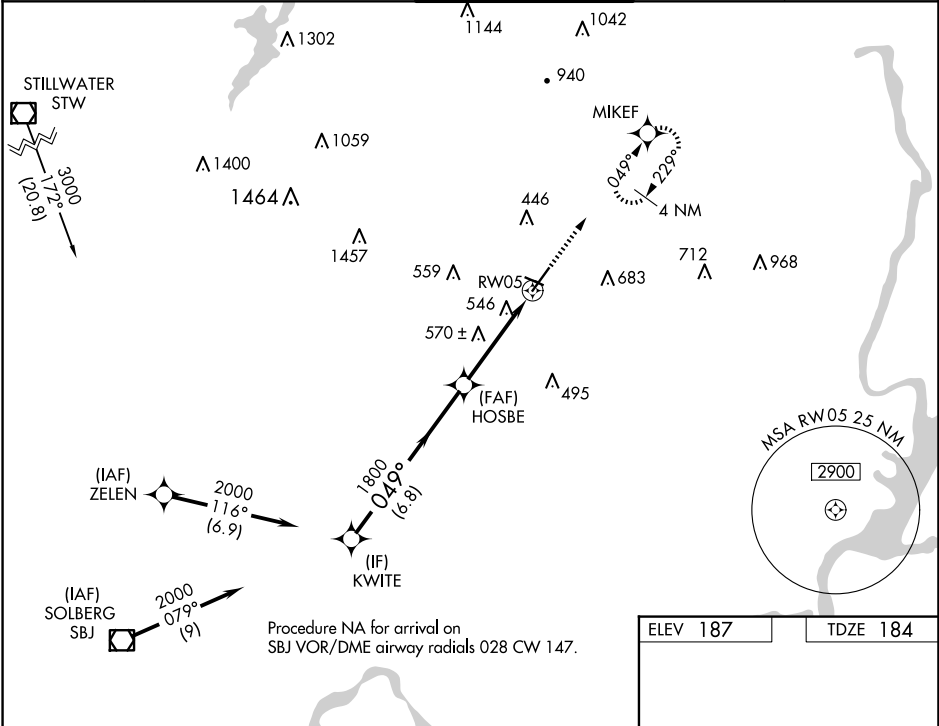 1144
1042
1302
940
STILLWATER
STW
MIKEF
1059
1400
3000
172°
(20.8)
049°
229°
1464
446
4 NM
1457
559
RW05
683
712
968
546
570 ±
(FAF)
HOSBE
495
MSA RW05 25 NM
2900
1800
049°
(6.8)
(IAF)
ZELEN
2000
116°
(6.9)
(IF)
KWITE
(IAF)
SOLBERG
SBJ
2000
079°
(9)
Procedure NA for arrival on
SBJ VOR/DME airway radials 028 CW 147.
ELEV 187
TDZE 184